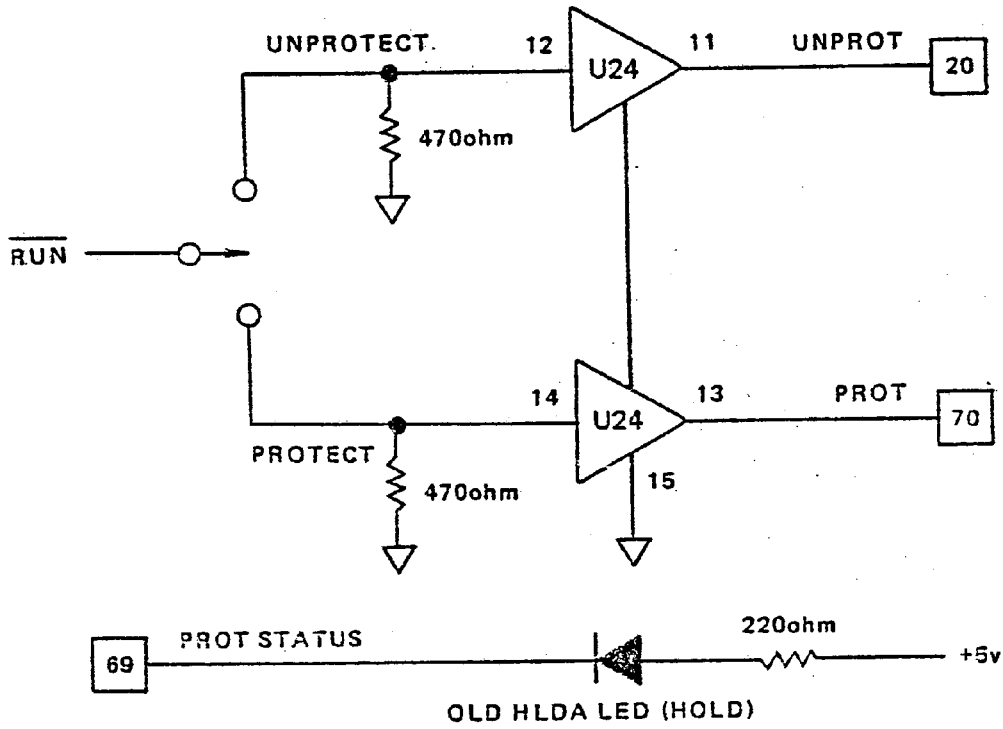 UNPROTECT.
12
U24
11
UNPROT
20
470ohm
RUN
14
U24
13
PROT
70
PROTECT
470ohm
15
69
PROT STATUS
220ohm
+5v
OLD HLDA LED (HOLD)